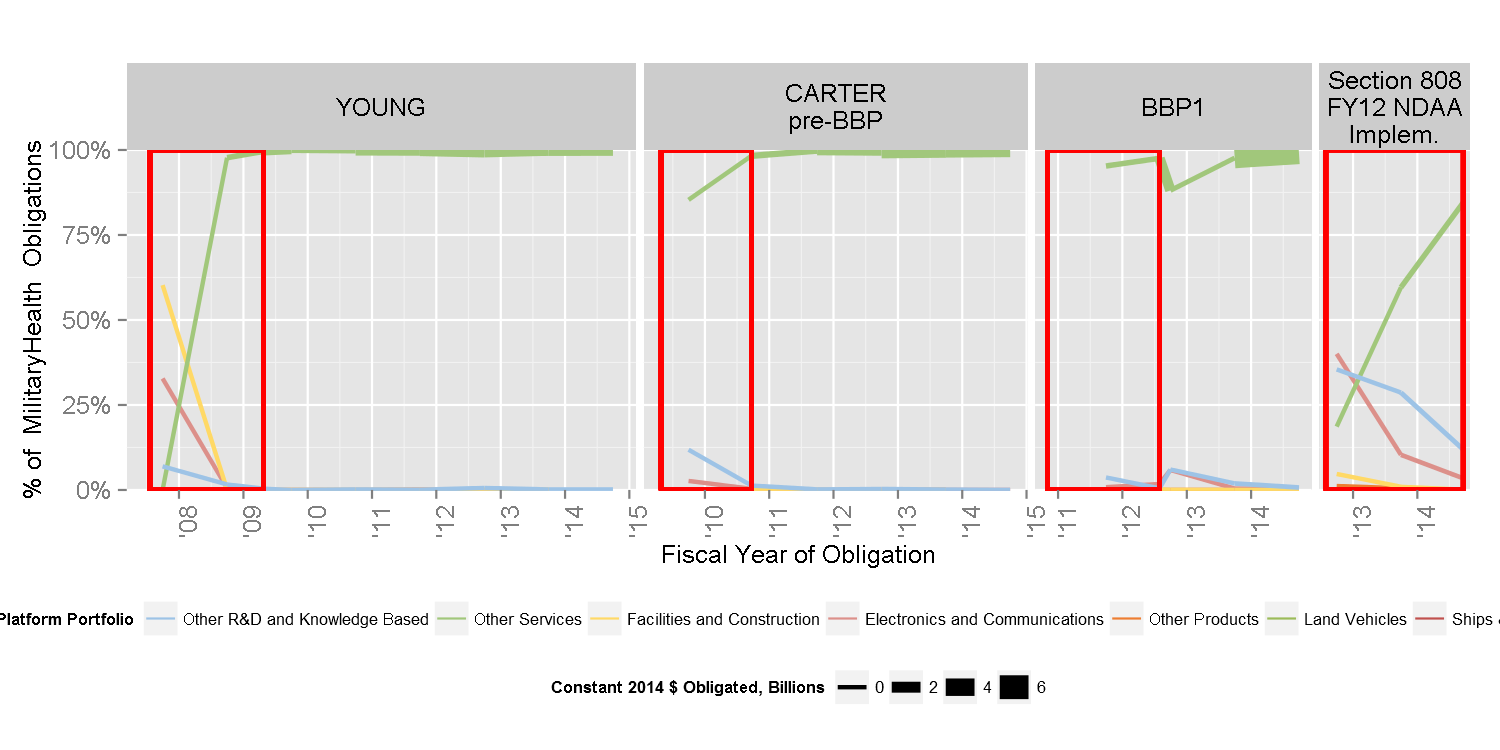 YOUNG
CARTER
pre-BBP
BBP1
Section 808
FY12 NDAA
Implem.
% of MilitaryHealth Obligations
100%
75%
50%
25%
0%
'08
'09
'10
'11
'12
'13
'14
'15
'10
'11
'12
'13
'14
'15
'11
'12
'13
'14
'13
'14
Fiscal Year of Obligation
Platform Portfolio Other R&D and Knowledge Based Other Services Facilities and Construction Electronics and Communications Other Products Land Vehicles Ships
Constant 2014 $ Obligated, Billions 0 2 4 6